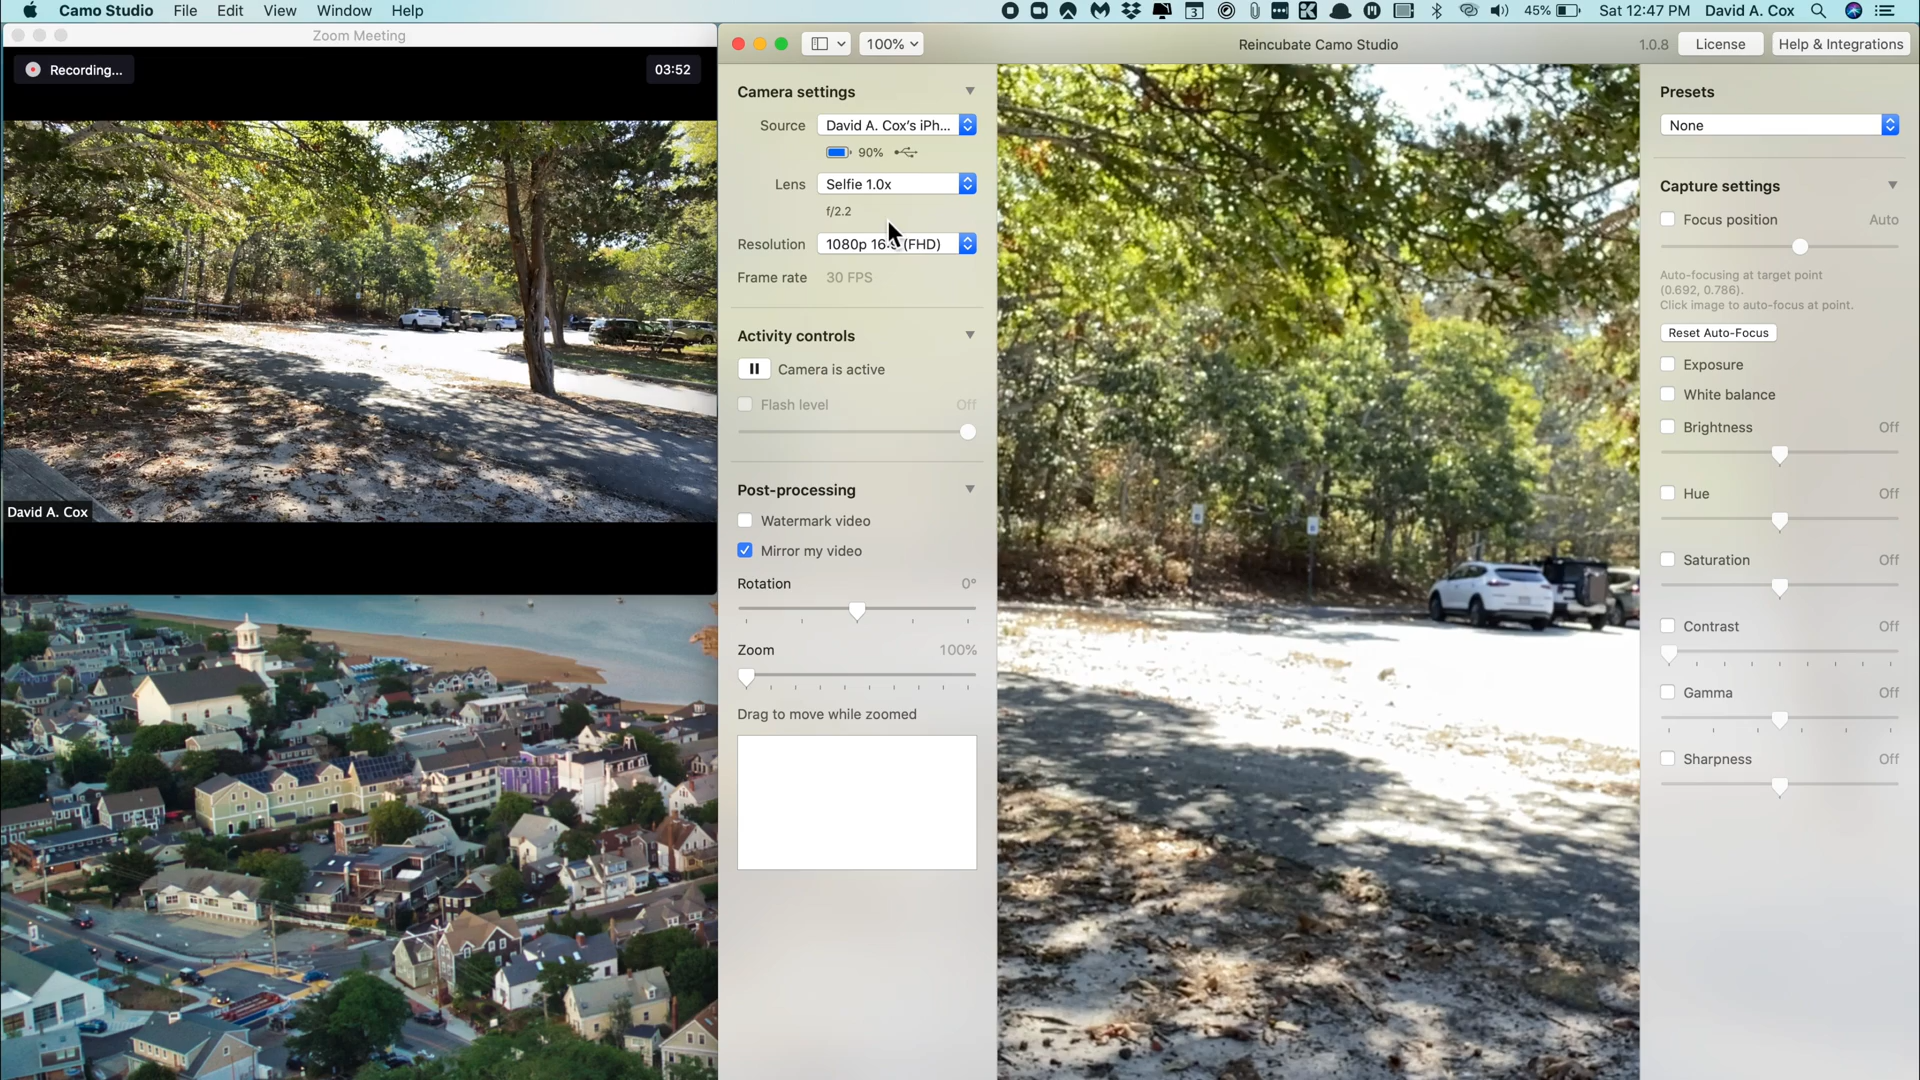 Camo Studio File Edit View Window Help
3 45% Sat 12:47 PM David A. Cox
Zoom Meeting
Recording...
03:52
David A. Cox
100%
Reincubate Camo Studio
1.0.8
License
Help & Integrations
Camera settings
Source David A. Cox's iPh...
90%
Lens Selfie 1.0x
f/2.2
Resolution 1080p (FHD)
Frame rate 30 FPS
Activity controls
Camera is active
Flash level Off
Post-processing
Watermark video
Mirror my video
Rotation 0°
Zoom 100%
Drag to move while zoomed
Presets
None
Capture settings
Focus position Auto
Auto-focusing at target point
(0.692, 0.786).
Click image to auto-focus at point.
Reset Auto-Focus
Exposure
White balance
Brightness Off
Hue Off
Saturation Off
Contrast Off
Gamma Off
Sharpness Off